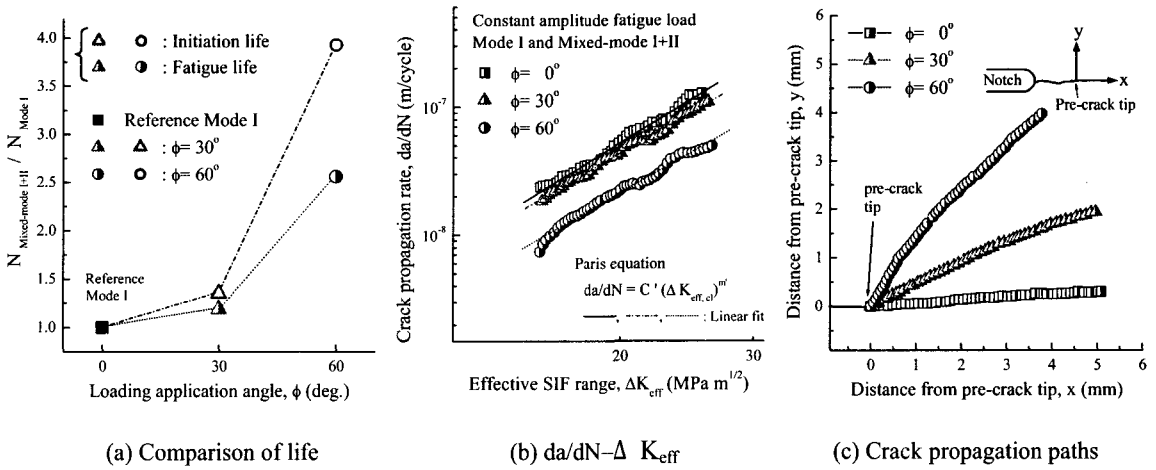 4.0
3.5
3.0
2.5
2.0
1.5
1.0
N Mixed-mode I+II / N Mode I
: Initiation life
: Fatigue life
Reference Mode I
: ϕ= 30°
: ϕ= 60°
Reference
Mode I
0 30 60
Loading application angle, ϕ (deg.)
(a) Comparison of life
Constant amplitude fatigue load
Mode I and Mixed-mode I+II
ϕ= 0°
ϕ= 30°
ϕ= 60°
10⁻⁷
10⁻⁸
Crack propagation rate, da/dN (m/cycle)
Paris equation
da/dN = C ' (Δ K eff, cl) m'
: Linear fit
20 30
Effective SIF range, ΔK eff (MPa m 1/2)
(b) da/dN–Δ K eff
6
5
4
3
2
1
0
Distance from pre-crack tip, y (mm)
ϕ= 0°
ϕ= 30°
ϕ= 60°
y
Notch
x
Pre-crack tip
pre-crack
tip
0 1 2 3 4 5 6
Distance from pre-crack tip, x (mm)
(c) Crack propagation paths